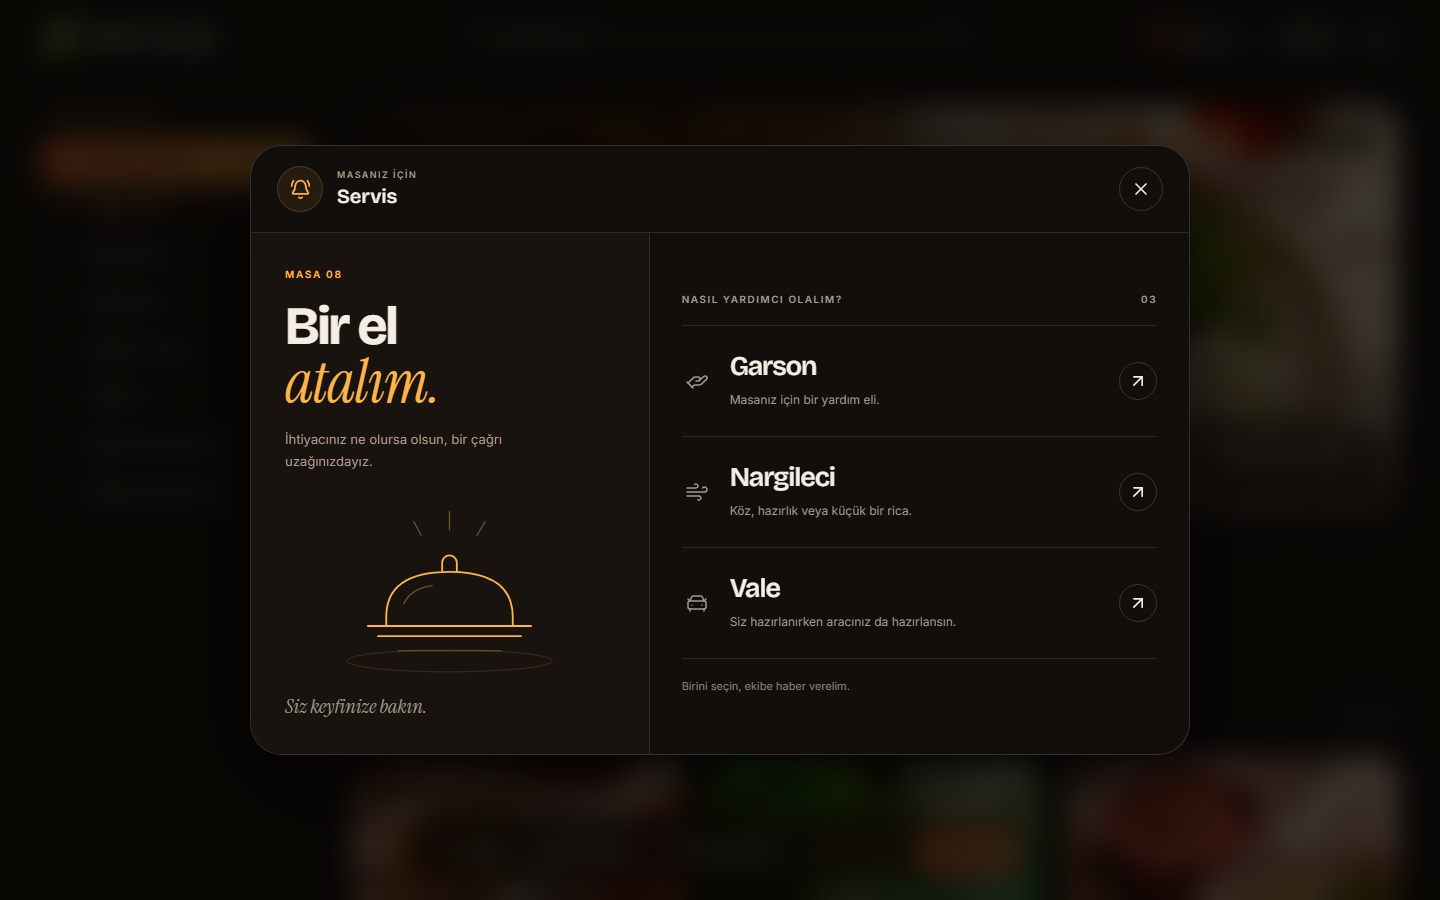 MASANIZ İÇİN
Servis
MASA 08
Bir el
atalım.
İhtiyacınız ne olursa olsun, bir çağrı
uzağınızdayız.
Siz keyfinize bakın.
NASIL YARDIMCI OLALIM?
03
Garson
Masanız için bir yardım eli.
Nargileci
Köz, hazırlık veya küçük bir rica.
Vale
Siz hazırlanırken aracınız da hazırlansın.
Birini seçin, ekibe haber verelim.